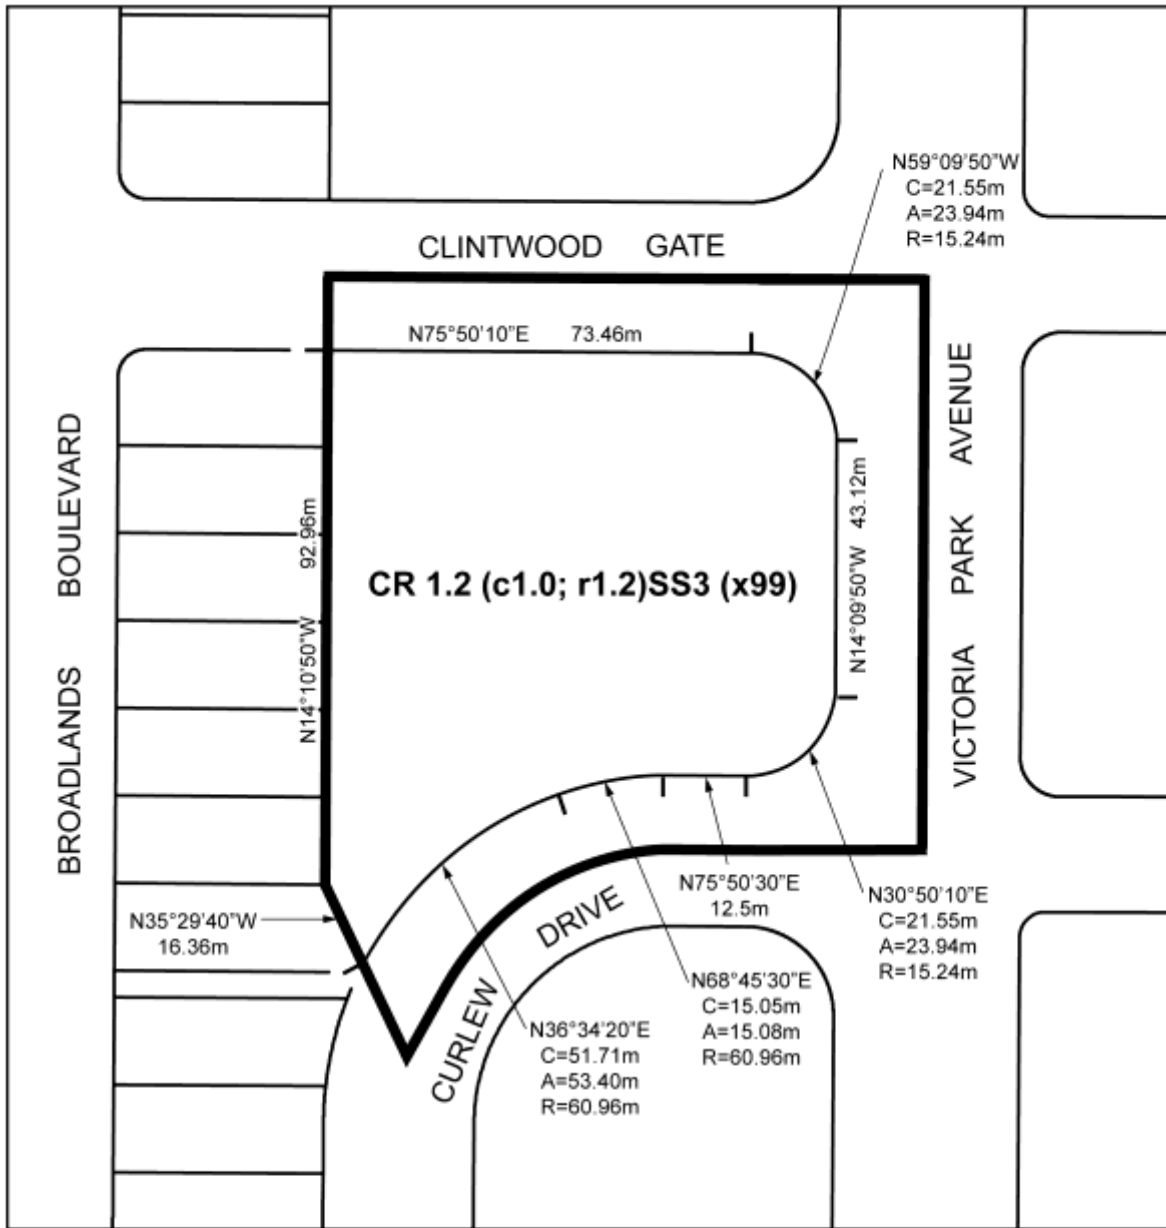 N59°09'50"W
C=21.55m
A=23.94m
R=15.24m
CLINTWOOD GATE
N75°50'10"E 73.46m
BROADLANDS BOULEVARD
N14°10'50"W 92.96m
CR 1.2 (c1.0; r1.2)SS3 (x99)
N14°09'50"W 43.12m
VICTORIA PARK AVENUE
N35°29'40"W
16.36m
CURLEW DRIVE
N75°50'30"E
12.5m
N30°50'10"E
C=21.55m
A=23.94m
R=15.24m
N68°45'30"E
C=15.05m
A=15.08m
R=60.96m
N36°34'20"E
C=51.71m
A=53.40m
R=60.96m